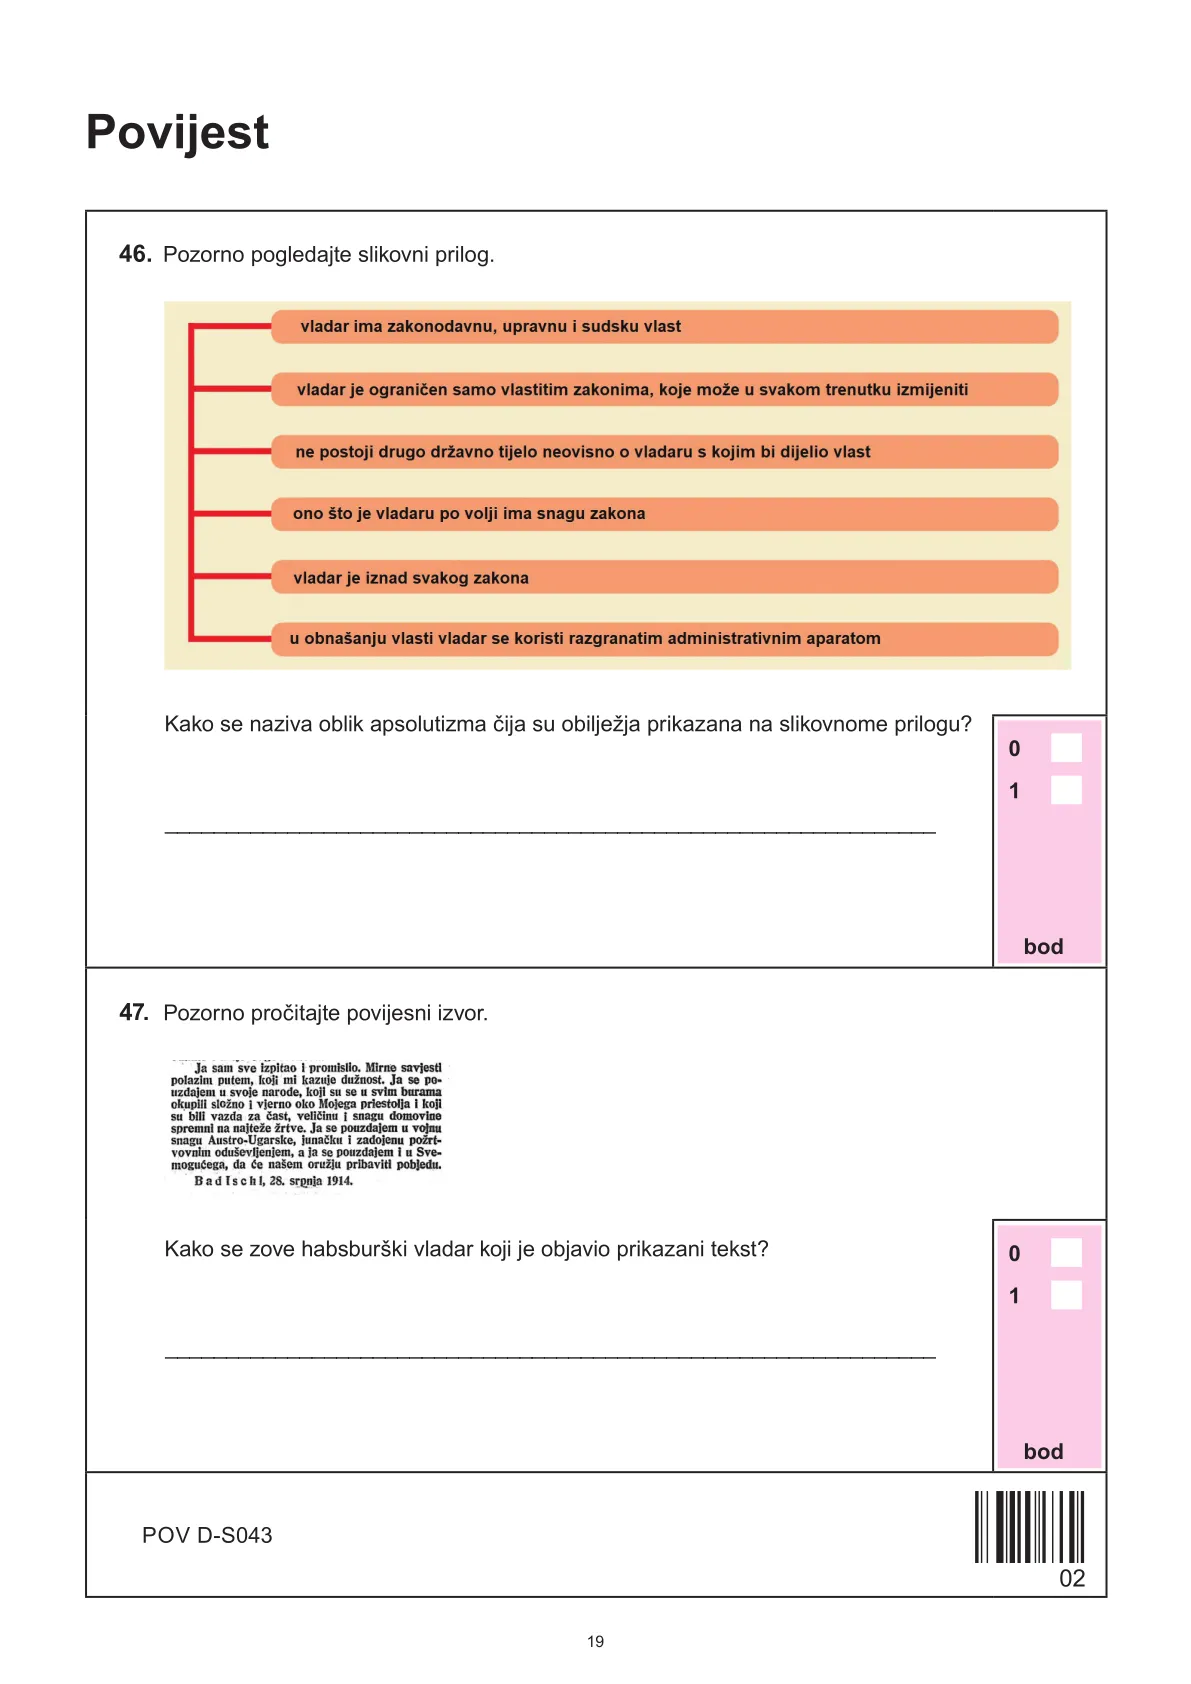 Povijest
46. Pozorno pogledajte slikovni prilog.
vladar ima zakonodavnu, upravnu i sudsku vlast
vladar je ograničen samo vlastitim zakonima, koje može u svakom trenutku izmijeniti
ne postoji drugo državno tijelo neovisno o vladaru s kojim bi dijelio vlast
ono što je vladaru po volji ima snagu zakona
vladar je iznad svakog zakona
u obnašanju vlasti vladar se koristi razgranatim administrativnim aparatom
Kako se naziva oblik apsolutizma čija su obilježja prikazana na slikovnome prilogu?
0
1
bod
47. Pozorno pročitajte povijesni izvor.
Ja sam sve izpitao i promislio. Mirne savjesti
polazim putem, koji mi kazuje dužnost. Ja se po-
uzdajem u svoje narode, koji su se u svim burama
okupili složno i vjerno oko Mojega priestolja i koji
su bili vazda za čast, veličinu i snagu domovine
spremni na najteže žrtve. Ja se pouzdajem u vojnu
snagu Austro-Ugarske, junačku i zadojenu požrt-
vovnim oduševljenjem, a ja se pouzdajem i u Sve-
mogućega, da će našem oružju pribaviti pobjedu.
Bad Ischl, 28. srpnja 1914.
Kako se zove habsburški vladar koji je objavio prikazani tekst?
0
1
bod
POV D-S043
02
19